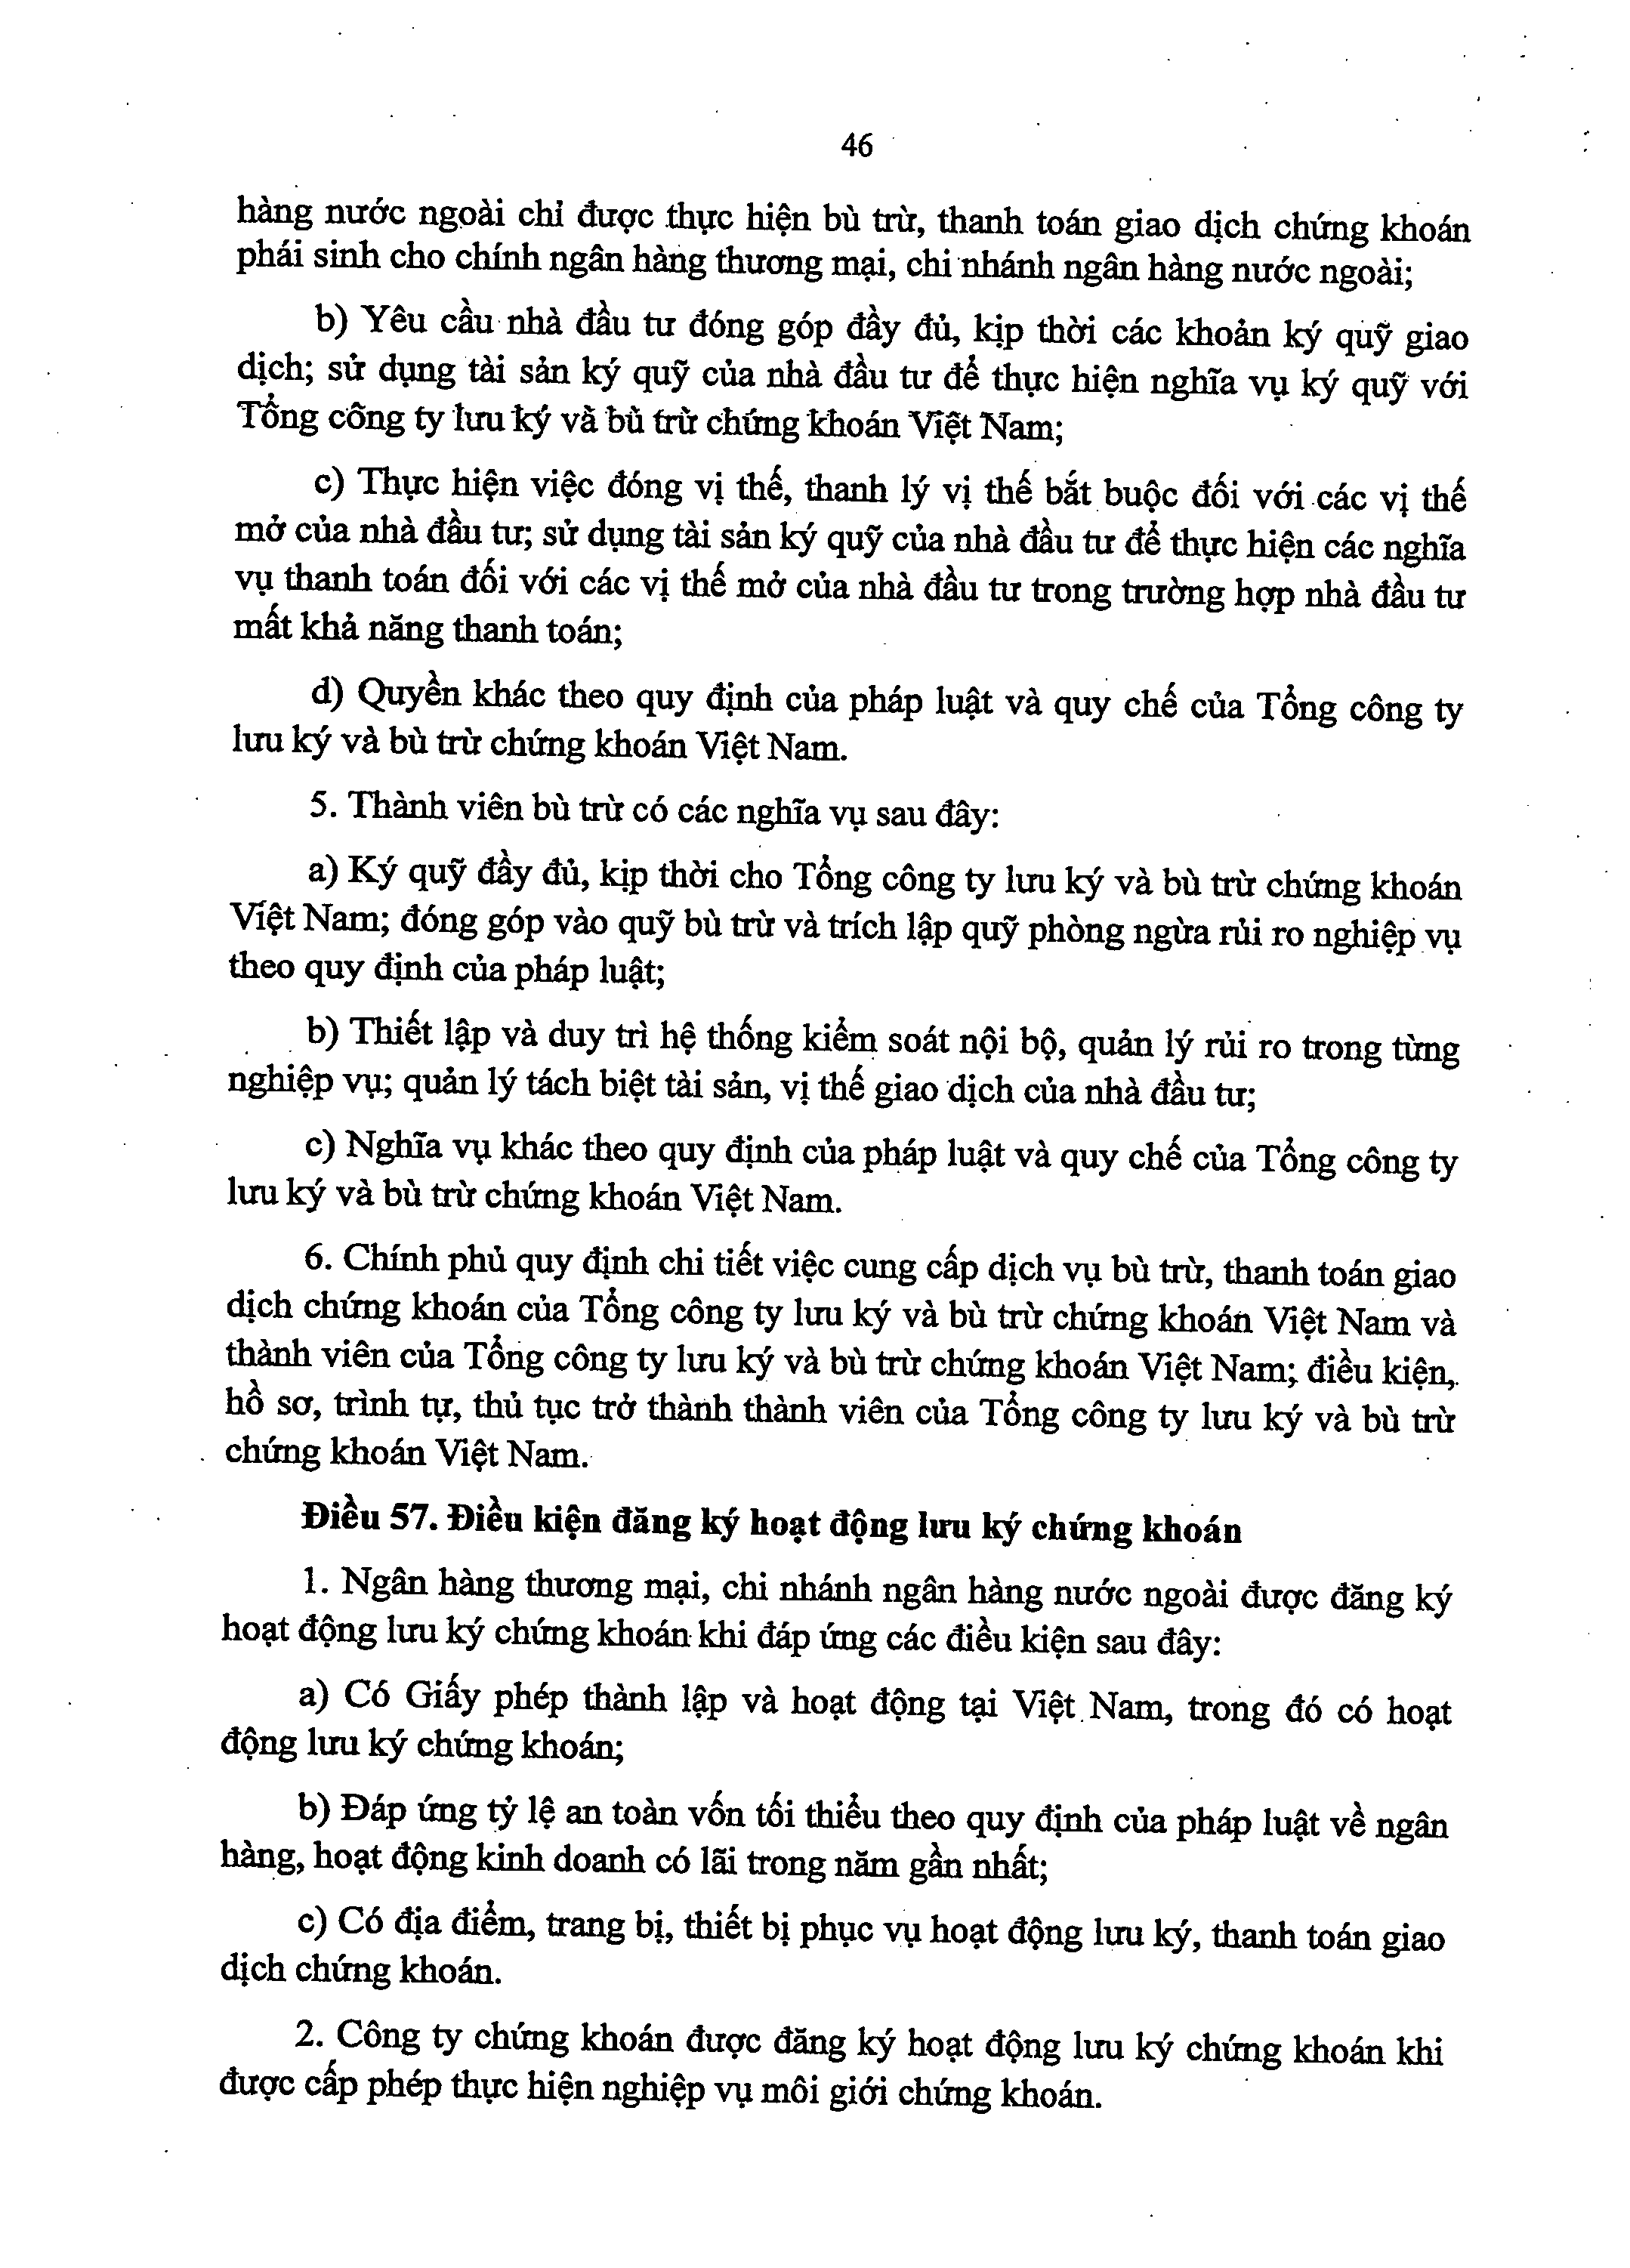 46
hàng nước ngoài chỉ được thực hiện bù trừ, thanh toán giao dịch chứng khoán
phái sinh cho chính ngân hàng thương mại, chi nhánh ngân hàng nước ngoài;
b) Yêu cầu nhà đầu tư đóng góp đầy đủ, kịp thời các khoản ký quỹ giao
dịch; sử dụng tài sản ký quỹ của nhà đầu tư để thực hiện nghĩa vụ ký quỹ với
Tổng công ty lưu ký và bù trừ chứng khoán Việt Nam;
c) Thực hiện việc đóng vị thế, thanh lý vị thế bắt buộc đối với các vị thế
mở của nhà đầu tư; sử dụng tài sản ký quỹ của nhà đầu tư để thực hiện các nghĩa
vụ thanh toán đối với các vị thế mở của nhà đầu tư trong trường hợp nhà đầu tư
mất khả năng thanh toán;
d) Quyền khác theo quy định của pháp luật và quy chế của Tổng công ty
lưu ký và bù trừ chứng khoán Việt Nam.
5. Thành viên bù trừ có các nghĩa vụ sau đây:
a) Ký quỹ đầy đủ, kịp thời cho Tổng công ty lưu ký và bù trừ chứng khoán
Việt Nam; đóng góp vào quỹ bù trừ và trích lập quỹ phòng ngừa rủi ro nghiệp vụ
theo quy định của pháp luật;
b) Thiết lập và duy trì hệ thống kiểm soát nội bộ, quản lý rủi ro trong từng
nghiệp vụ; quản lý tách biệt tài sản, vị thế giao dịch của nhà đầu tư;
c) Nghĩa vụ khác theo quy định của pháp luật và quy chế của Tổng công ty
lưu ký và bù trừ chứng khoán Việt Nam.
6. Chính phủ quy định chi tiết việc cung cấp dịch vụ bù trừ, thanh toán giao
dịch chứng khoán của Tổng công ty lưu ký và bù trừ chứng khoán Việt Nam và
thành viên của Tổng công ty lưu ký và bù trừ chứng khoán Việt Nam; điều kiện,
hồ sơ, trình tự, thủ tục trở thành thành viên của Tổng công ty lưu ký và bù trừ
chứng khoán Việt Nam.
Điều 57. Điều kiện đăng ký hoạt động lưu ký chứng khoán
1. Ngân hàng thương mại, chi nhánh ngân hàng nước ngoài được đăng ký
hoạt động lưu ký chứng khoán khi đáp ứng các điều kiện sau đây:
a) Có Giấy phép thành lập và hoạt động tại Việt Nam, trong đó có hoạt
động lưu ký chứng khoán;
b) Đáp ứng tỷ lệ an toàn vốn tối thiểu theo quy định của pháp luật về ngân
hàng, hoạt động kinh doanh có lãi trong năm gần nhất;
c) Có địa điểm, trang bị, thiết bị phục vụ hoạt động lưu ký, thanh toán giao
dịch chứng khoán.
2. Công ty chứng khoán được đăng ký hoạt động lưu ký chứng khoán khi
được cấp phép thực hiện nghiệp vụ môi giới chứng khoán.